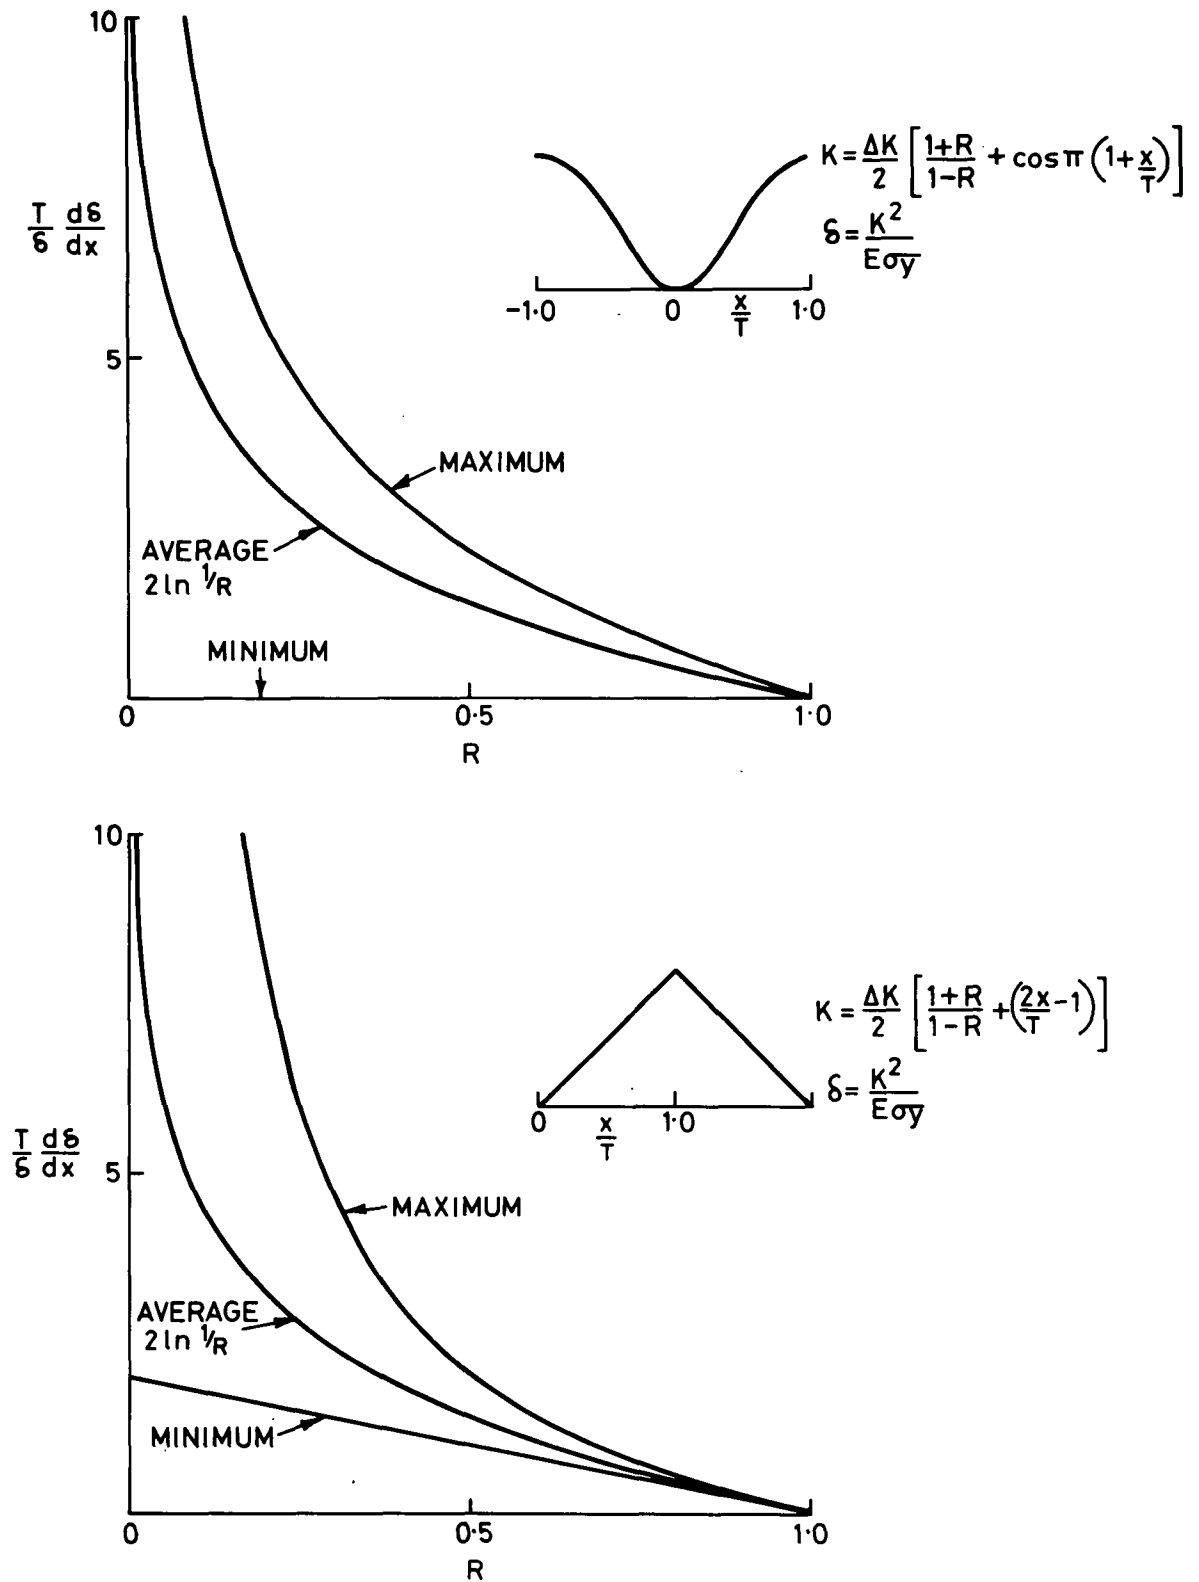 10
T/δ dδ/dx
5
K = ΔK/2 [1+R/1-R + cos π (1+x/T)]
δ = K²/Eσy
-1·0 0 x/T 1·0
MAXIMUM
AVERAGE
2 ln 1/R
MINIMUM
0 0·5 1·0
R
10
T/δ dδ/dx
5
K = ΔK/2 [1+R/1-R + (2x/T -1)]
δ = K²/Eσy
0 x/T 1·0
MAXIMUM
AVERAGE
2 ln 1/R
MINIMUM
0 0·5 1·0
R